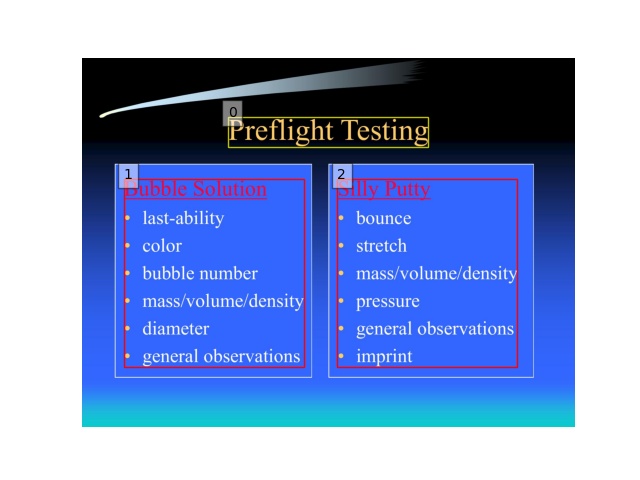 0
Preflight Testing
1
Bubble Solution
• last-ability
• color
• bubble number
• mass/volume/density
• diameter
• general observations
2
Silly Putty
• bounce
• stretch
• mass/volume/density
• pressure
• general observations
• imprint